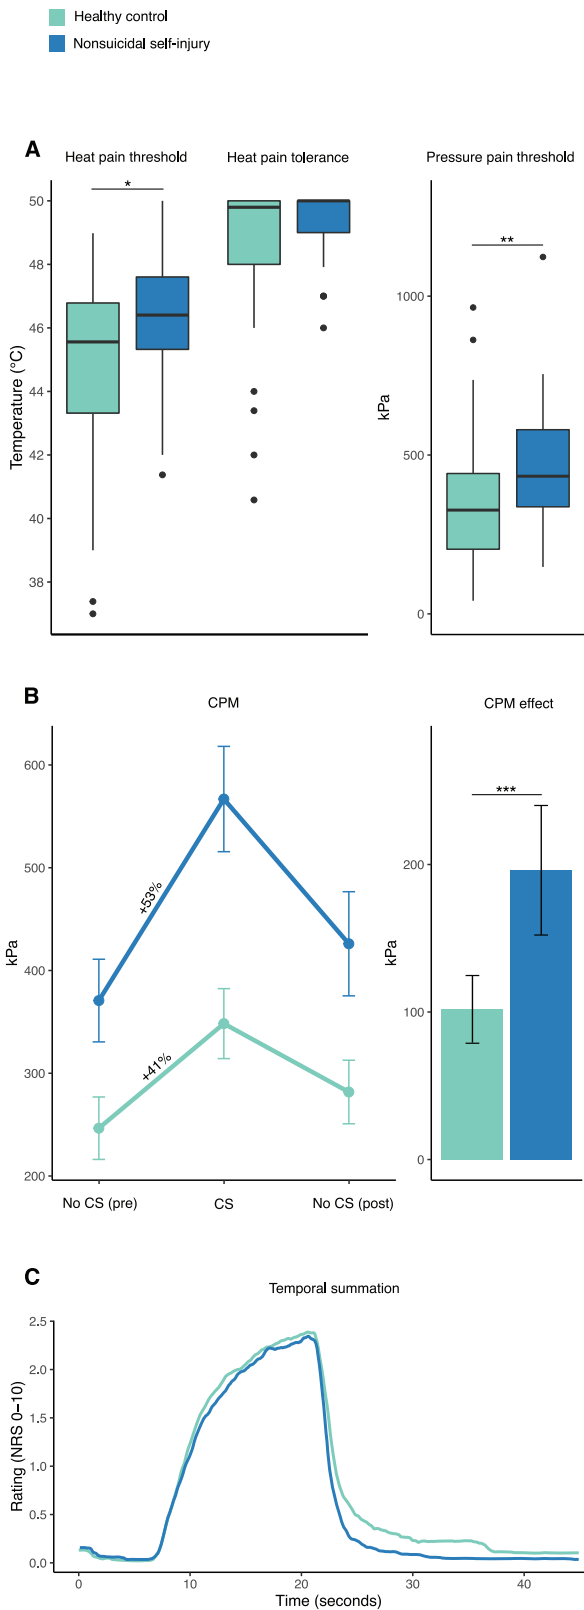 Healthy control
Nonsuicidal self-injury
A
Heat pain threshold
Heat pain tolerance
Pressure pain threshold
*
**
50
48
46
44
42
40
38
Temperature (°C)
1000
500
0
kPa
B
CPM
CPM effect
***
600
500
400
300
200
kPa
+53%
+41%
No CS (pre)
CS
No CS (post)
200
100
0
kPa
C
Temporal summation
2.5
2.0
1.5
1.0
0.5
0.0
Rating (NRS 0–10)
0
20
30
40
Time (seconds)